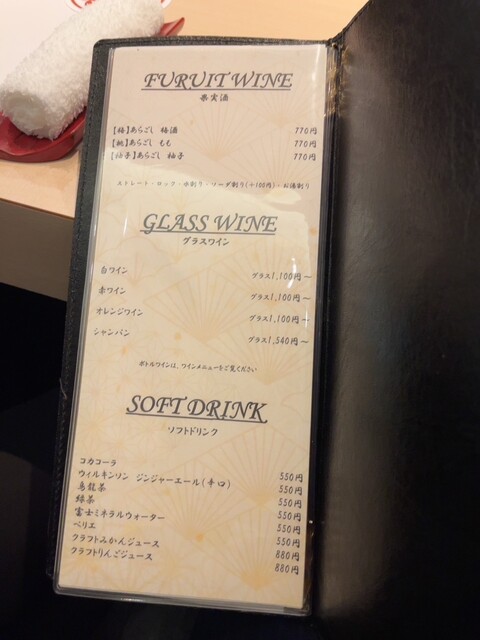 FURUIT WINE
果実酒
【梅】あらごし 梅酒 770円
【桃】あらごし もも 770円
【柚子】あらごし 柚子 770円
ストレート・ロック・水割り・ソーダ割り(+100円)・お湯割り
GLASS WINE
グラスワイン
白ワイン グラス1,100円～
赤ワイン グラス1,100円～
オレンジワイン グラス1,100円～
シャンパン グラス1,540円～
ボトルワインは、ワインメニューをご覧ください
SOFT DRINK
ソフトドリンク
コカコーラ 550円
ウィルキンソン ジンジャーエール(辛口) 550円
烏龍茶 550円
緑茶 550円
富士ミネラルウォーター 550円
ペリエ 550円
クラフトみかんジュース 880円
クラフトりんごジュース 880円